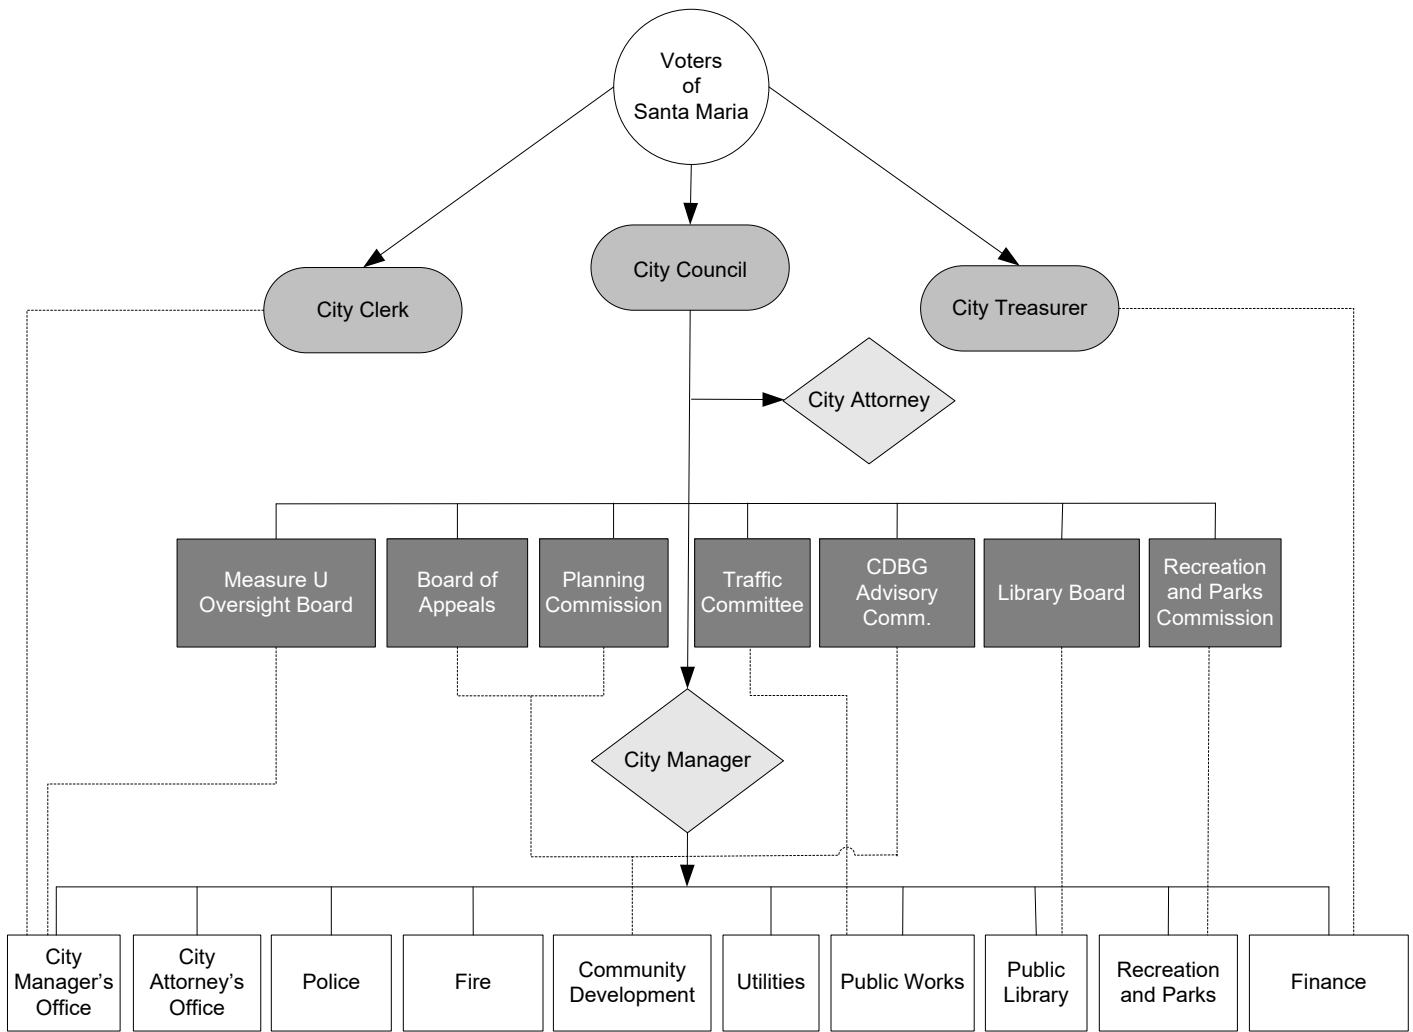 Voters
of
Santa Maria
City Clerk
City Council
City Treasurer
City Attorney
Measure U
Oversight Board
Board of
Appeals
Planning
Commission
Traffic
Committee
CDBG
Advisory
Comm.
Library Board
Recreation
and Parks
Commission
City Manager
City
Manager’s
Office
City
Attorney’s
Office
Police
Fire
Community
Development
Utilities
Public Works
Public
Library
Recreation
and Parks
Finance